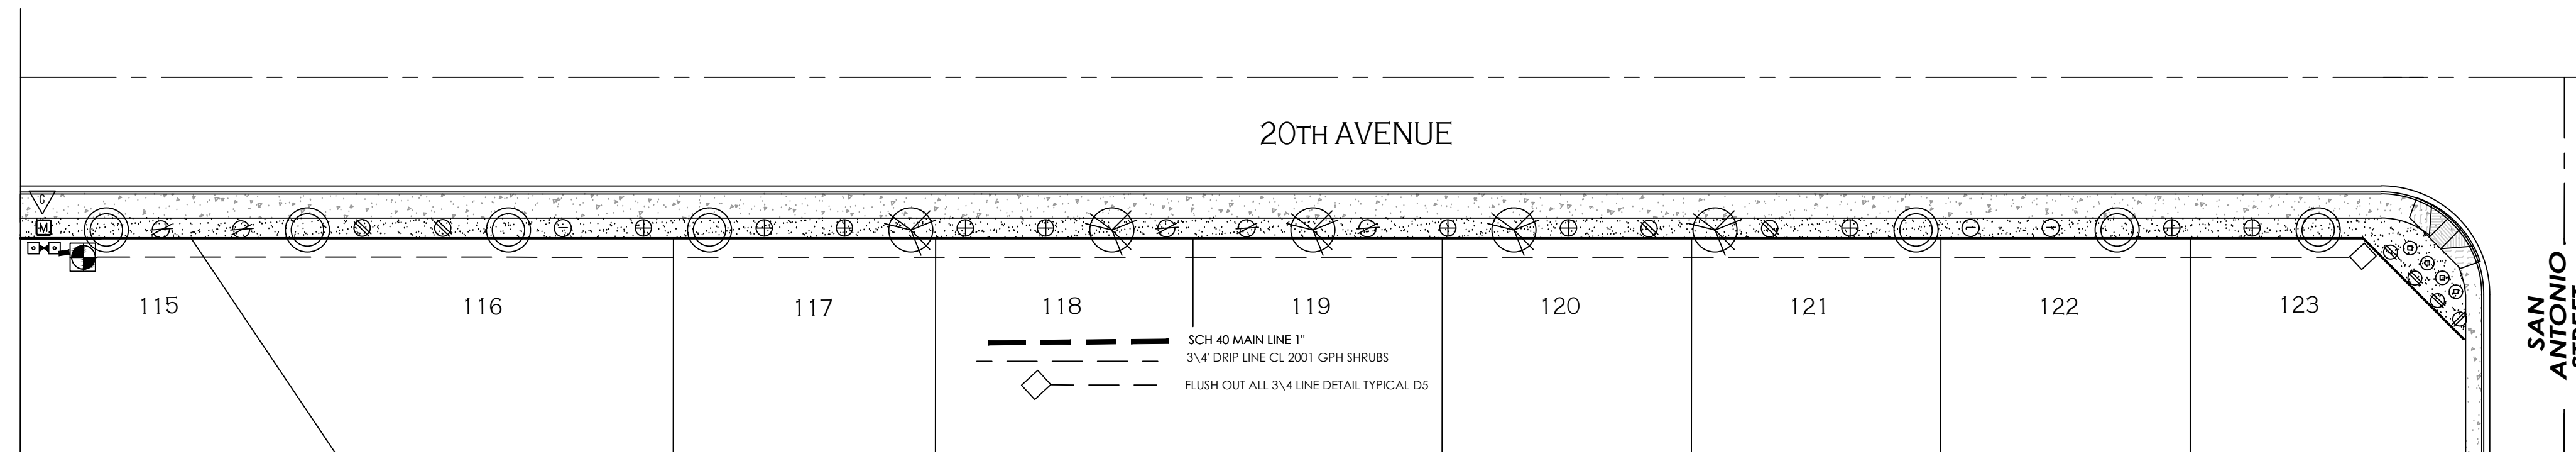 20TH AVENUE
C
M
115
116
117
118
119
120
121
122
123
SCH 40 MAIN LINE 1"
3\4' DRIP LINE CL 2001 GPH SHRUBS
FLUSH OUT ALL 3\4 LINE DETAIL TYPICAL D5
SAN
ANTONIO
STREET